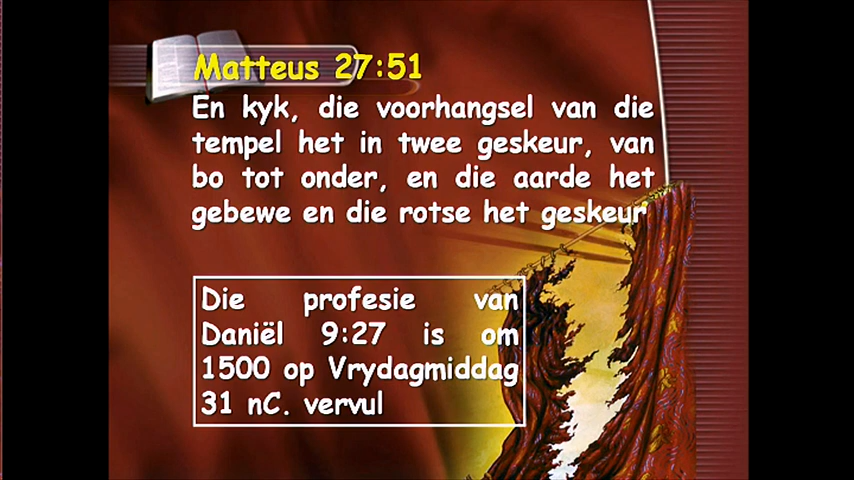 Matteus 27:51
En kyk, die voorhangsel van die
tempel het in twee geskeur, van
bo tot onder, en die aarde het
gebewe en die rotse het geskeur
Die profesie van
Daniël 9:27 is om
1500 op Vrydagmiddag
31 nC. vervul